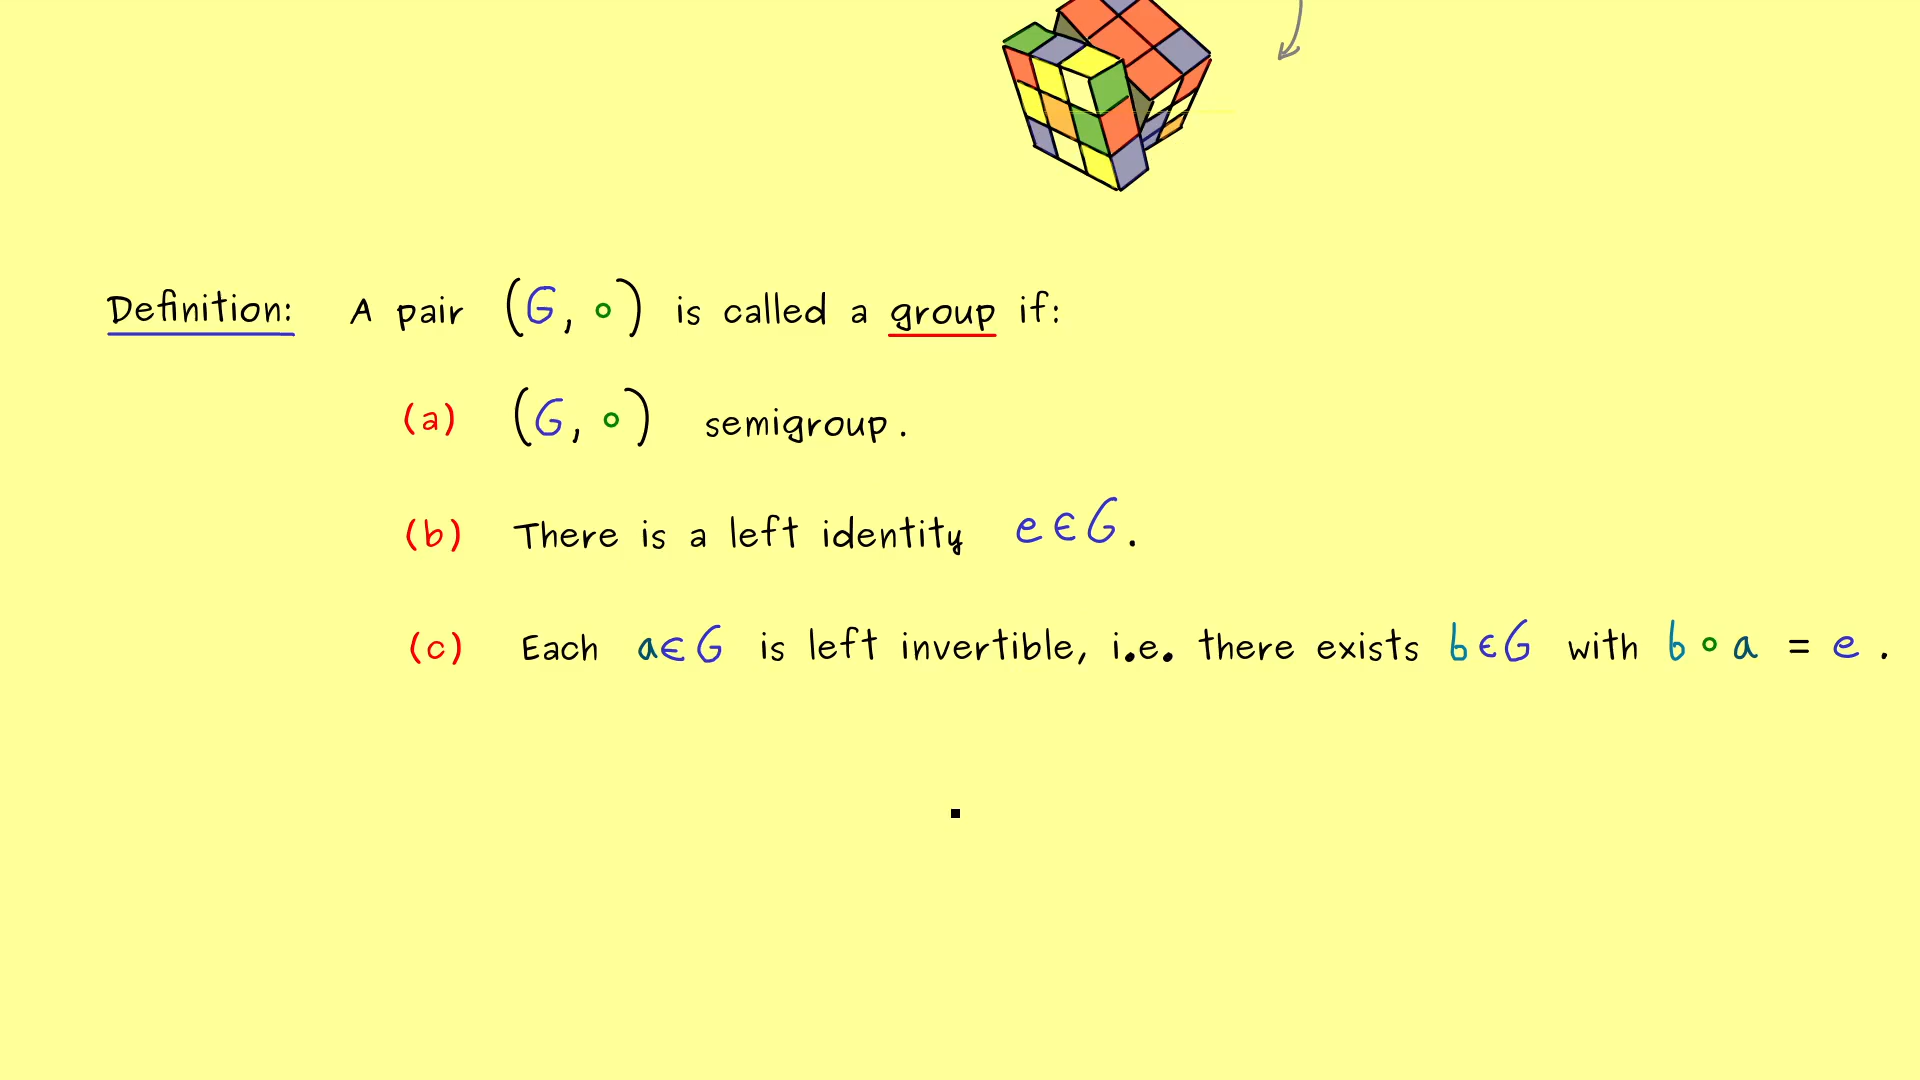 Definition: A pair (G, ∘) is called a group if:
(a) (G, ∘) semigroup.
(b) There is a left identity e ∈ G.
(c) Each a ∈ G is left invertible, i.e. there exists b ∈ G with b ∘ a = e.